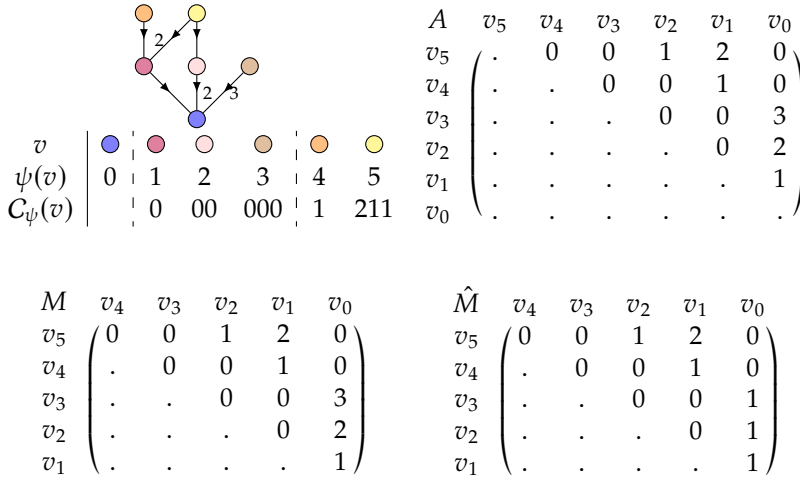 2
2
3
v
ψ(v) 0 1 2 3 4 5
𝒞ψ(v) 0 00 000 1 211
A v₅ v₄ v₃ v₂ v₁ v₀
v₅ . 0 0 1 2 0
v₄ . . 0 0 1 0
v₃ . . . 0 0 3
v₂ . . . . 0 2
v₁ . . . . . 1
v₀ . . . . . .
M v₄ v₃ v₂ v₁ v₀
v₅ 0 0 1 2 0
v₄ . 0 0 1 0
v₃ . . 0 0 3
v₂ . . . 0 2
v₁ . . . . 1
M̂ v₄ v₃ v₂ v₁ v₀
v₅ 0 0 1 2 0
v₄ . 0 0 1 0
v₃ . . 0 0 1
v₂ . . . 0 1
v₁ . . . . 1